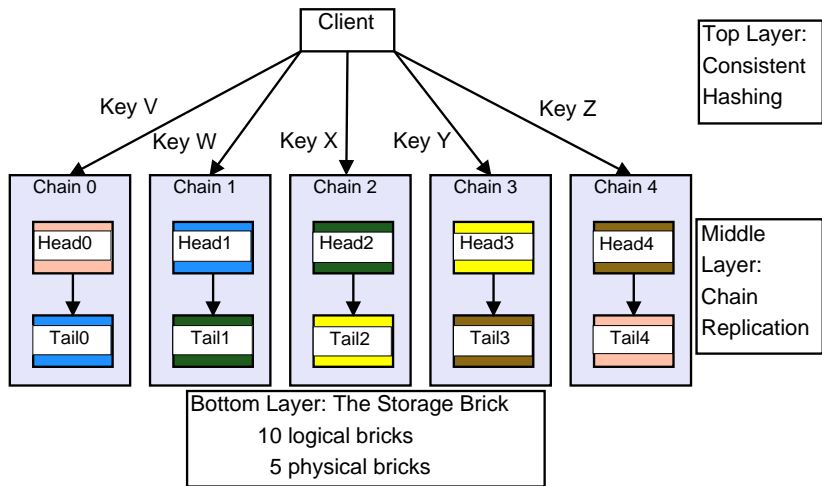 Client
Top Layer:
Consistent
Hashing
Key V
Key W
Key X
Key Y
Key Z
Chain 0
Chain 1
Chain 2
Chain 3
Chain 4
Head0
Head1
Head2
Head3
Head4
Middle
Layer:
Chain
Replication
Tail0
Tail1
Tail2
Tail3
Tail4
Bottom Layer: The Storage Brick
10 logical bricks
5 physical bricks